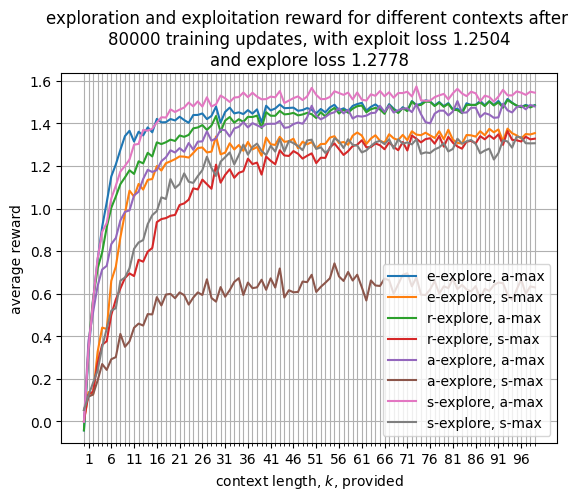 exploration and exploitation reward for different contexts after
80000 training updates, with exploit loss 1.2504
and explore loss 1.2778
1.6
1.4
1.2
1.0
0.8
0.6
0.4
0.2
0.0
average reward
e-explore, a-max
e-explore, s-max
r-explore, a-max
r-explore, s-max
a-explore, a-max
a-explore, s-max
s-explore, a-max
s-explore, s-max
1 6 11 16 21 26 31 36 41 46 51 56 61 66 71 76 81 86 91 96
context length, k, provided